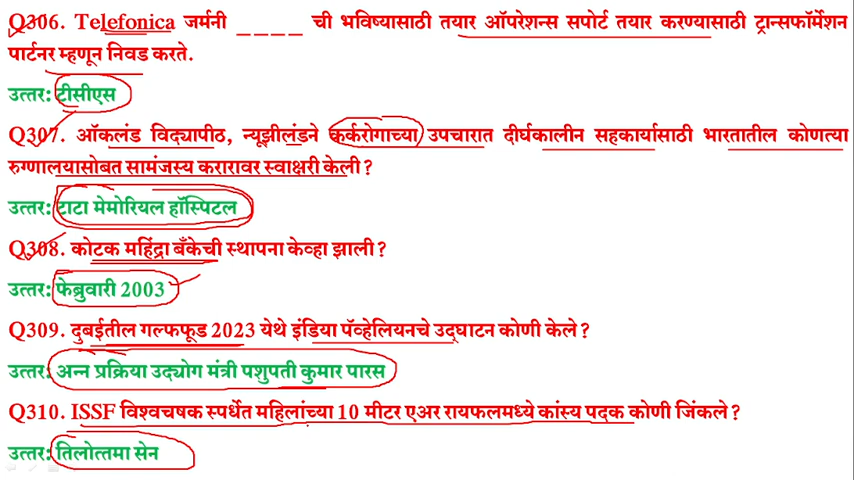 Q306. Telefonica जर्मनी ____ ची भविष्यासाठी तयार ऑपरेशन्स सपोर्ट तयार करण्यासाठी ट्रान्सफॉर्मेशन
पार्टनर म्हणून निवड करते.
उत्तर: टीसीएस
Q307. ऑकलंड विद्यापीठ, न्यूझीलंडने कर्करोगाच्या उपचारात दीर्घकालीन सहकार्यासाठी भारतातील कोणत्या
रुग्णालयासोबत सामंजस्य करारावर स्वाक्षरी केली ?
उत्तर: टाटा मेमोरियल हॉस्पिटल
Q308. कोटक महिंद्रा बँकेची स्थापना केव्हा झाली ?
उत्तर: फेब्रुवारी 2003
Q309. दुबईतील गल्फफूड 2023 येथे इंडिया पॅव्हेलियनचे उद्घाटन कोणी केले ?
उत्तर: अन्न प्रक्रिया उद्योग मंत्री पशुपती कुमार पारस
Q310. ISSF विश्वचषक स्पर्धेत महिलांच्या 10 मीटर एअर रायफलमध्ये कांस्य पदक कोणी जिंकले ?
उत्तर: तिलोत्तमा सेन